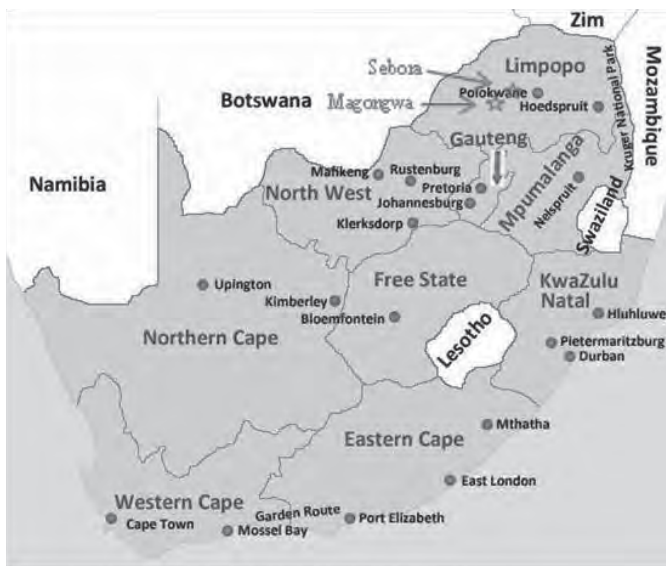 Zim
Sebora
Limpopo
Polokwane
Botswana
Magongwa
Hoedspruit
Kruger National Park
Mozambique
Gauteng
Namibia
Mafikeng
Rustenburg
North West
Pretoria
Johannesburg
Mpumalanga
Nelspruit
Swaziland
Klerksdorp
Upington
Free State
KwaZulu
Natal
Kimberley
Bloemfontein
Hluhluwe
Northern Cape
Lesotho
Pietermaritzburg
Durban
Mthatha
Eastern Cape
East London
Western Cape
Garden Route
Cape Town
Mossel Bay
Port Elizabeth